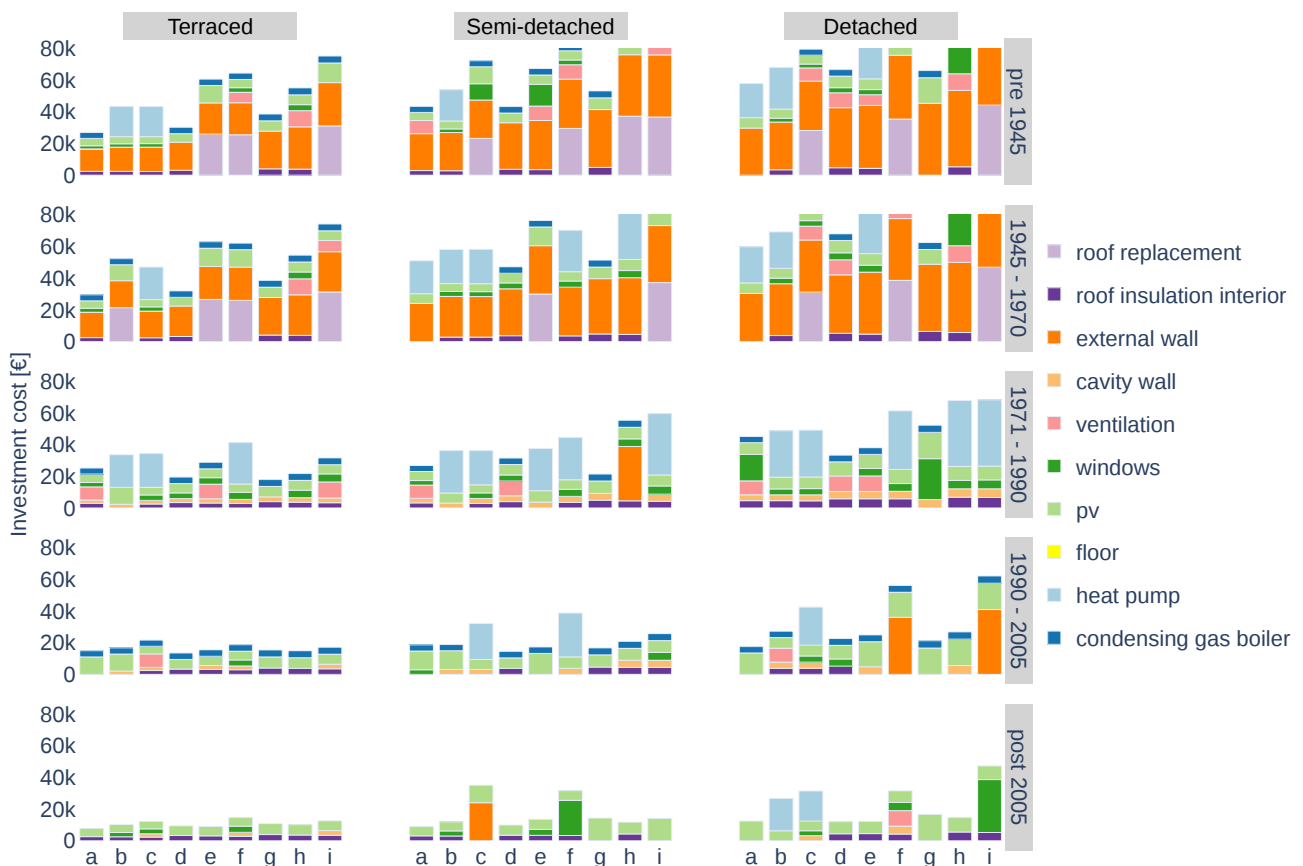 Terraced Semi-detached Detached
Investment cost [€]
80k
60k
40k
20k
0
pre 1945
80k
60k
40k
20k
0
1945 - 1970
80k
60k
40k
20k
0
1971 - 1990
80k
60k
40k
20k
0
1990 - 2005
80k
60k
40k
20k
0
post 2005
a b c d e f g h i a b c d e f g h i a b c d e f g h i
roof replacement
roof insulation interior
external wall
cavity wall
ventilation
windows
pv
floor
heat pump
condensing gas boiler